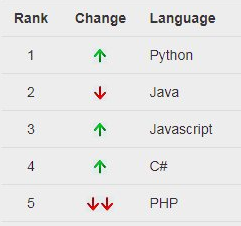 Rank Change Language
1 ↑ Python
2 ↓ Java
3 ↑ Javascript
4 ↑ C#
5 ↓↓ PHP